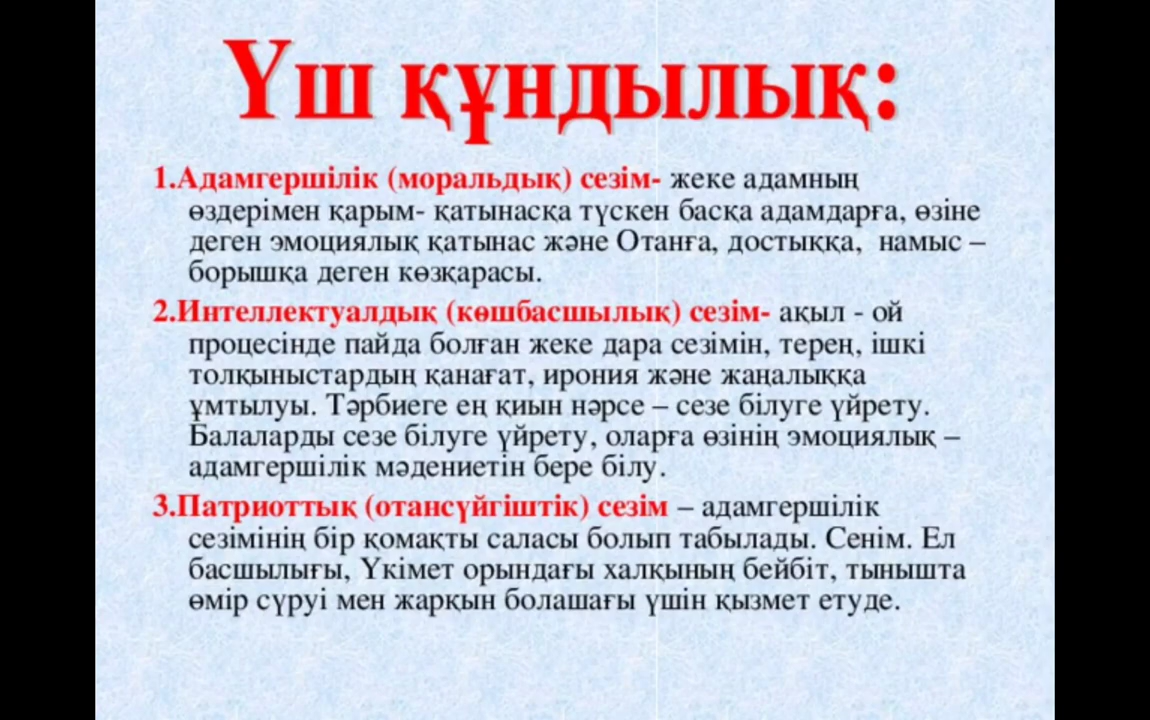 Үш құндылық:
1.Адамгершілік (моральдық) сезім- жеке адамның
өздерімен қарым- қатынасқа түскен басқа адамдарға, өзіне
деген эмоциялық қатынас және Отанға, достыққа, намыс –
борышқа деген көзқарасы.
2.Интеллектуалдық (көшбасшылық) сезім- ақыл - ой
процесінде пайда болған жеке дара сезімін, терең, ішкі
толқыныстардың қанағат, ирония және жаңалыққа
ұмтылуы. Тәрбиеге ең қиын нәрсе – сезе білуге үйрету.
Балаларды сезе білуге үйрету, оларға өзінің эмоциялық –
адамгершілік мәдениетін бере білу.
3.Патриоттық (отансүйгіштік) сезім – адамгершілік
сезімінің бір қомақты саласы болып табылады. Сенім. Ел
басшылығы, Үкімет орындағы халқының бейбіт, тынышта
өмір сүруі мен жарқын болашағы үшін қызмет етуде.